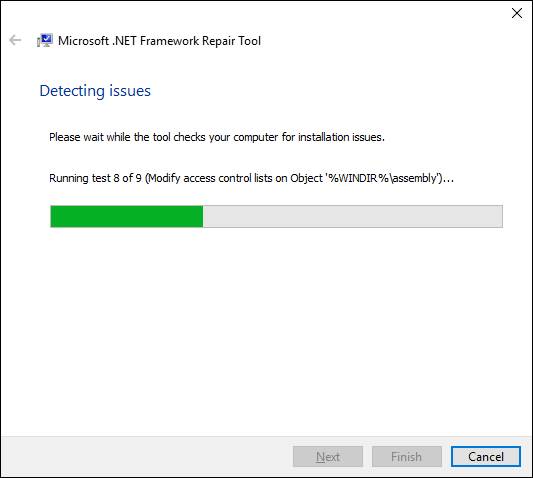 Microsoft .NET Framework Repair Tool
Detecting issues
Please wait while the tool checks your computer for installation issues.
Running test 8 of 9 (Modify access control lists on Object '%WINDIR%\assembly')...
Next
Finish
Cancel